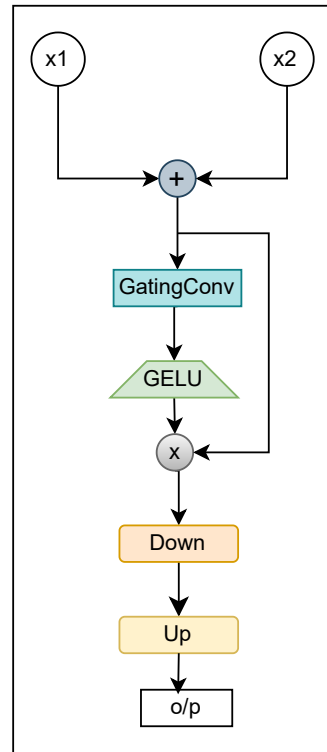 x1
x2
+
GatingConv
GELU
x
Down
Up
o/p